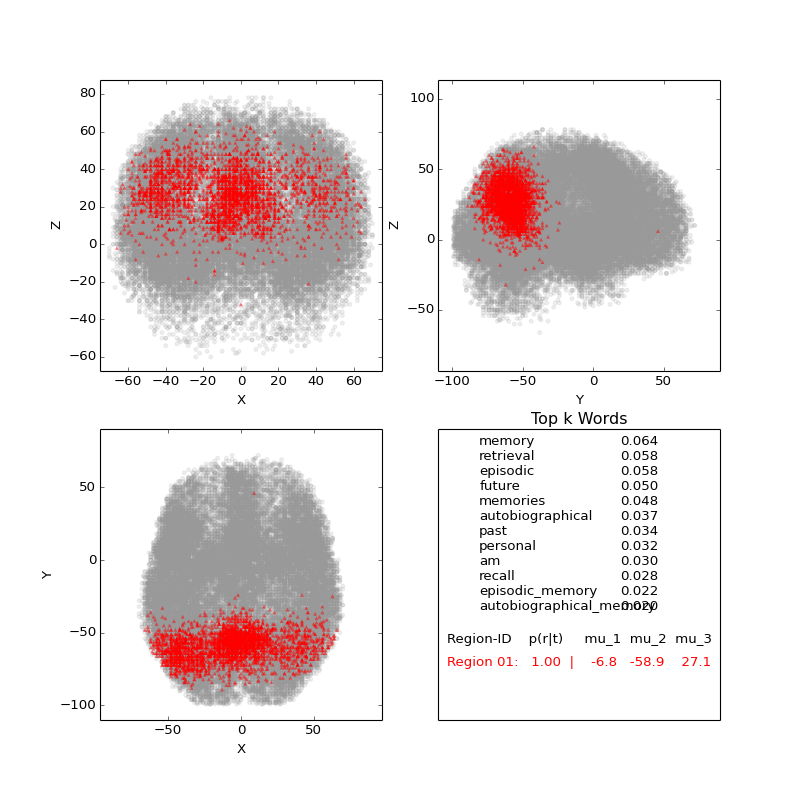 80
60
40
20
0
−20
−40
−60
Z
−60 −40 −20 0 20 40 60
X
100
50
0
−50
Z
−100 −50 0 50
Y
50
0
−50
−100
Y
−50 0 50
X
Top k Words
memory 0.064
retrieval 0.058
episodic 0.058
future 0.050
memories 0.048
autobiographical 0.037
past 0.034
personal 0.032
am 0.030
recall 0.028
episodic_memory 0.022
autobiographical_memory 0.020
Region-ID p(r|t) mu_1 mu_2 mu_3
Region 01: 1.00 | -6.8 -58.9 27.1